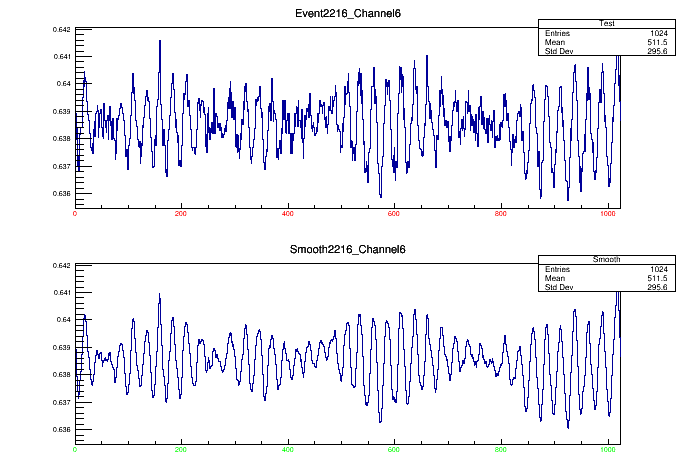 Event2216_Channel6
Test
Entries 1024
Mean 511.5
Std Dev 295.6
0.642
0.641
0.64
0.639
0.638
0.637
0.636
0 200 400 600 800 1000
Smooth2216_Channel6
Smooth
Entries 1024
Mean 511.5
Std Dev 295.6
0.642
0.641
0.64
0.639
0.638
0.637
0.636
0 200 400 600 800 1000